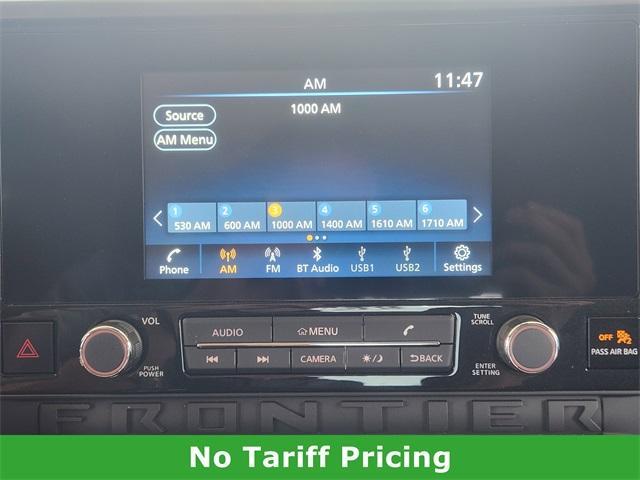 AM
11:47
Source
1000 AM
AM Menu
1 2 3 4 5 6
530 AM 600 AM 1000 AM 1400 AM 1610 AM 1710 AM
Phone AM FM BT Audio USB1 USB2 Settings
VOL
PUSH
POWER
AUDIO MENU
CAMERA BACK
TUNE
SCROLL
ENTER
SETTING
OFF
PASS AIR BAG
FRONTIER
No Tariff Pricing